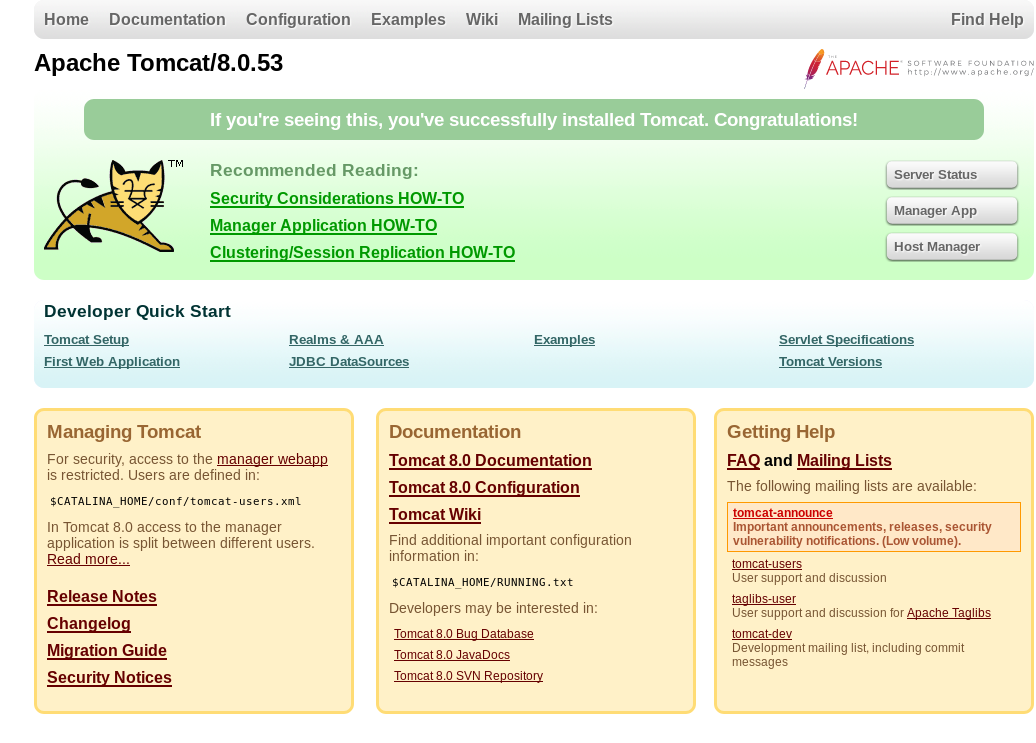 Home Documentation Configuration Examples Wiki Mailing Lists Find Help
Apache Tomcat/8.0.53
THE APACHE® SOFTWARE FOUNDATION
http://www.apache.org/
If you're seeing this, you've successfully installed Tomcat. Congratulations!
TM
Recommended Reading:
Security Considerations HOW-TO
Manager Application HOW-TO
Clustering/Session Replication HOW-TO
Server Status
Manager App
Host Manager
Developer Quick Start
Tomcat Setup
First Web Application
Realms & AAA
JDBC DataSources
Examples
Servlet Specifications
Tomcat Versions
Managing Tomcat
For security, access to the manager webapp
is restricted. Users are defined in:
$CATALINA_HOME/conf/tomcat-users.xml
In Tomcat 8.0 access to the manager
application is split between different users.
Read more...
Release Notes
Changelog
Migration Guide
Security Notices
Documentation
Tomcat 8.0 Documentation
Tomcat 8.0 Configuration
Tomcat Wiki
Find additional important configuration
information in:
$CATALINA_HOME/RUNNING.txt
Developers may be interested in:
Tomcat 8.0 Bug Database
Tomcat 8.0 JavaDocs
Tomcat 8.0 SVN Repository
Getting Help
FAQ and Mailing Lists
The following mailing lists are available:
tomcat-announce
Important announcements, releases, security
vulnerability notifications. (Low volume).
tomcat-users
User support and discussion
taglibs-user
User support and discussion for Apache Taglibs
tomcat-dev
Development mailing list, including commit
messages